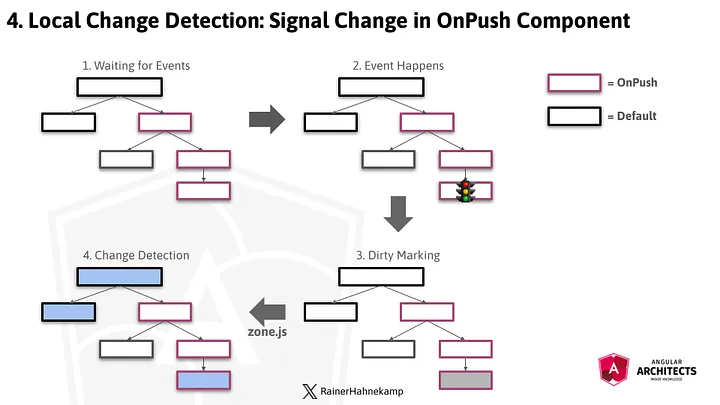 4. Local Change Detection: Signal Change in OnPush Component
1. Waiting for Events
2. Event Happens
= OnPush
= Default
4. Change Detection
3. Dirty Marking
zone.js
RainerHahnekamp
ANGULAR
ARCHITECTS
INSIDE KNOWLEDGE